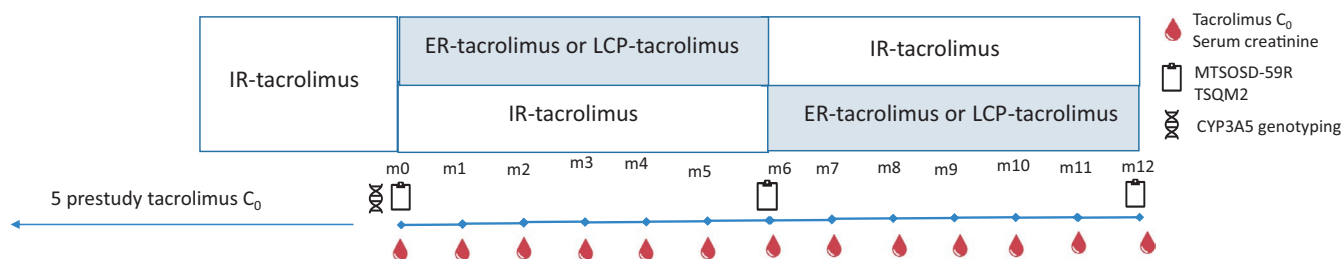 IR-tacrolimus
ER-tacrolimus or LCP-tacrolimus
IR-tacrolimus
IR-tacrolimus
ER-tacrolimus or LCP-tacrolimus
Tacrolimus C₀
Serum creatinine
MTSOSD-59R
TSQM2
CYP3A5 genotyping
m0 m1 m2 m3 m4 m5 m6 m7 m8 m9 m10 m11 m12
5 prestudy tacrolimus C₀